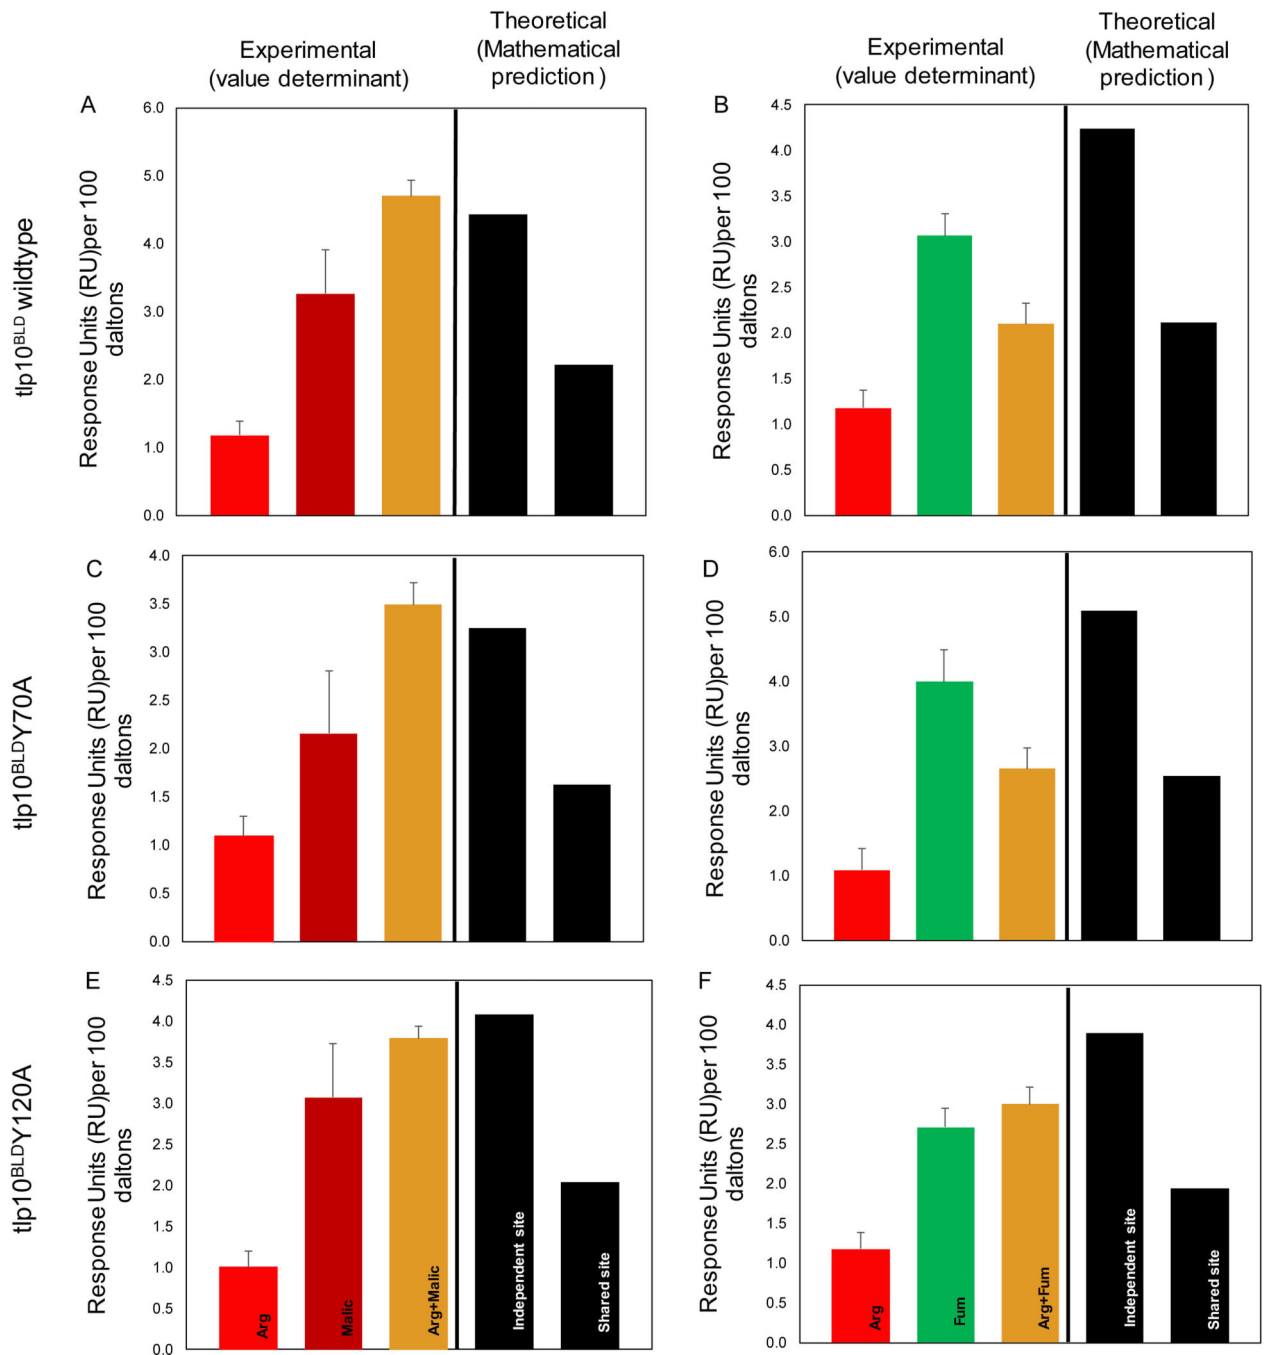 Experimental
(value determinant)
Theoretical
(Mathematical
prediction )
Experimental
(value determinant)
Theoretical
(Mathematical
prediction )
tlp10BLD wildtype
A
Response Units (RU)per 100
daltons
6.0
5.0
4.0
3.0
2.0
1.0
0.0
B
Response Units (RU)per 100
daltons
4.5
4.0
3.5
3.0
2.5
2.0
1.5
1.0
0.5
0.0
tlp10BLDY70A
C
Response Units (RU)per 100
daltons
4.0
3.5
3.0
2.5
2.0
1.5
1.0
0.5
0.0
D
Response Units (RU)per 100
daltons
6.0
5.0
4.0
3.0
2.0
1.0
0.0
tlp10BLDY120A
E
Response Units (RU)per 100
daltons
4.5
4.0
3.5
3.0
2.5
2.0
1.5
1.0
0.5
0.0
Arg
Malic
Arg+Malic
Independent site
Shared site
F
Response Units (RU)per 100
daltons
4.5
4.0
3.5
3.0
2.5
2.0
1.5
1.0
0.5
0.0
Arg
Fum
Arg+Fum
Independent site
Shared site